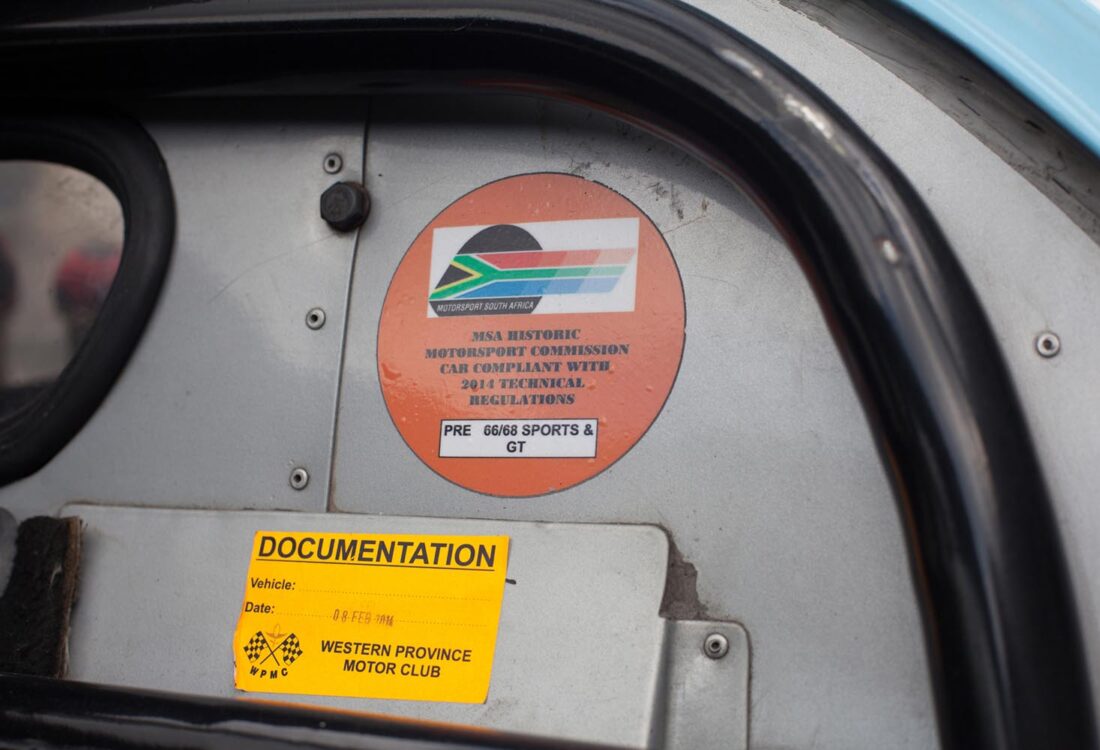 MOTORSPORT SOUTH AFRICA
MSA HISTORIC
MOTORSPORT COMMISSION
CAR COMPLIANT WITH
2014 TECHNICAL
REGULATIONS
PRE 66/68 SPORTS &
GT
DOCUMENTATION
Vehicle:
Date: 08 FEB 2014
WPMC
WESTERN PROVINCE
MOTOR CLUB